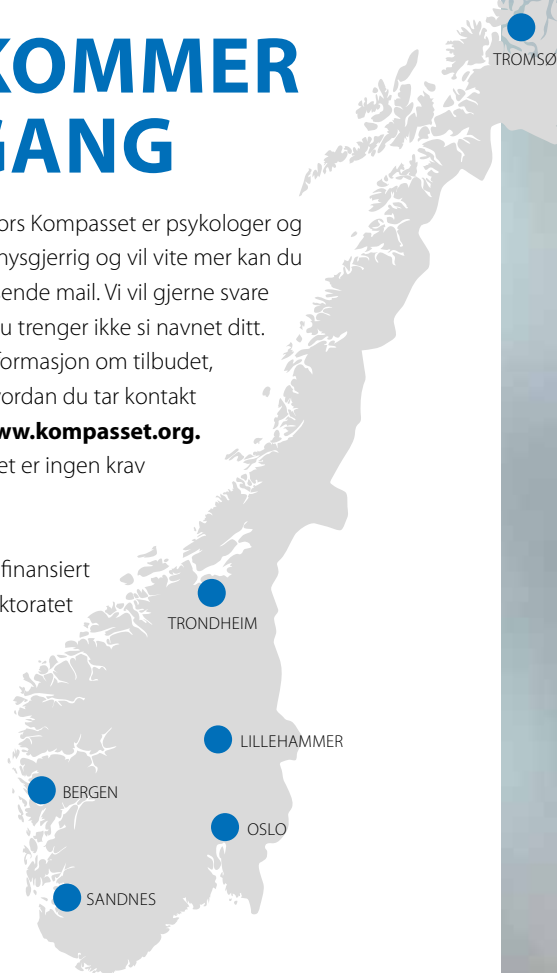 KOMMER
GANG
ors Kompasset er psykologer og
nysgjerrig og vil vite mer kan du
ende mail. Vi vil gjerne svare
u trenger ikke si navnet ditt.
formasjon om tilbudet,
vordan du tar kontakt
ww.kompasset.org.
et er ingen krav
finansiert
ktoratet
TROMSØ
TRONDHEIM
LILLEHAMMER
BERGEN
OSLO
SANDNES